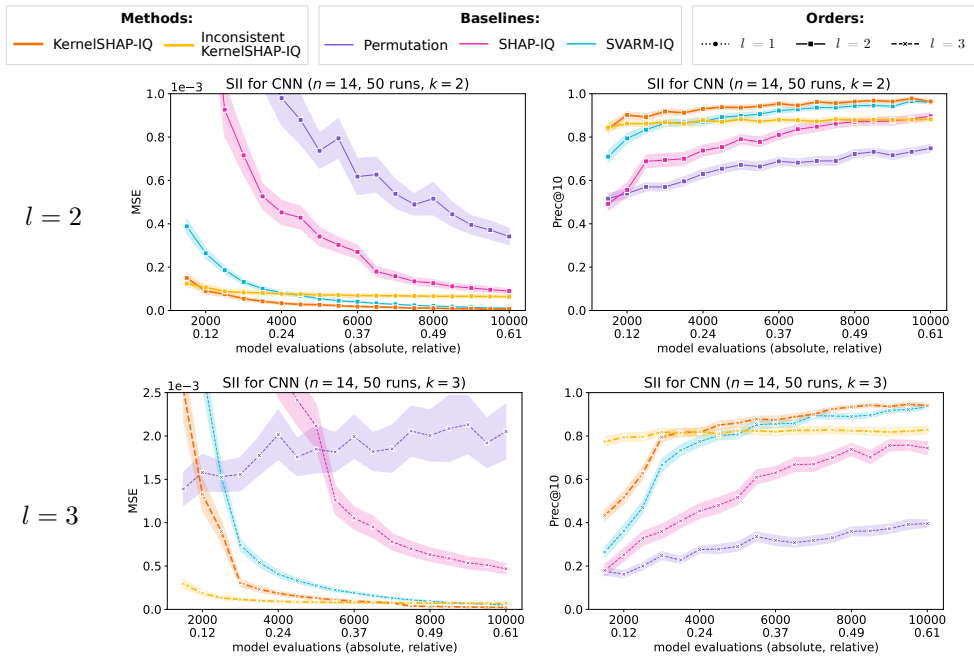 Methods:
KernelSHAP-IQ
Inconsistent
KernelSHAP-IQ
Baselines:
Permutation
SHAP-IQ
SVARM-IQ
Orders:
l = 1
l = 2
l = 3
l = 2
SII for CNN (n = 14, 50 runs, k = 2)
1e−3
MSE
1.0
0.8
0.6
0.4
0.2
0.0
2000 4000 6000 8000 10000
0.12 0.24 0.37 0.49 0.61
model evaluations (absolute, relative)
SII for CNN (n = 14, 50 runs, k = 2)
Prec@10
1.0
0.8
0.6
0.4
0.2
0.0
2000 4000 6000 8000 10000
0.12 0.24 0.37 0.49 0.61
model evaluations (absolute, relative)
l = 3
SII for CNN (n = 14, 50 runs, k = 3)
1e−3
MSE
2.5
2.0
1.5
1.0
0.5
0.0
2000 4000 6000 8000 10000
0.12 0.24 0.37 0.49 0.61
model evaluations (absolute, relative)
SII for CNN (n = 14, 50 runs, k = 3)
Prec@10
1.0
0.8
0.6
0.4
0.2
0.0
2000 4000 6000 8000 10000
0.12 0.24 0.37 0.49 0.61
model evaluations (absolute, relative)